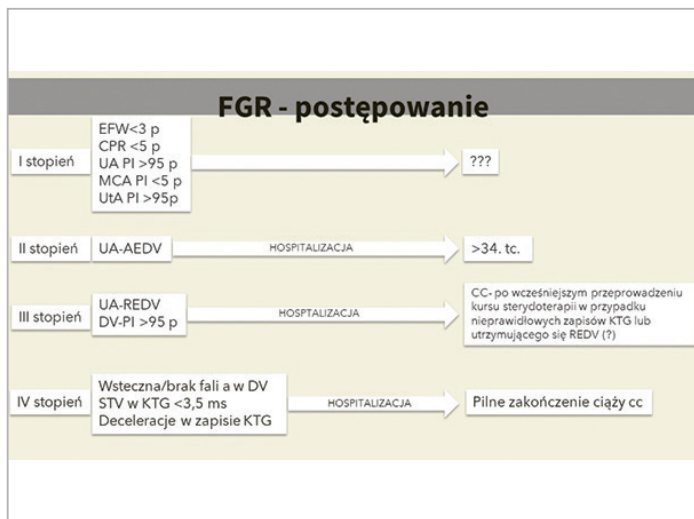 FGR - postępowanie
I stopień
EFW<3 p
CPR <5 p
UA PI >95 p
MCA PI <5 p
UtA PI >95p
???
II stopień
UA-AEDV
HOSPITALIZACJA
>34. tc.
III stopień
UA-REDV
DV-PI >95 p
HOSPTALIZACJA
CC- po wcześniejszym przeprowadzeniu
kursu sterydoterapii w przypadku
nieprawidłowych zapisów KTG lub
utrzymującego się REDV (?)
IV stopień
Wsteczna/brak fali a w DV
STV w KTG <3,5 ms
Deceleracje w zapisie KTG
HOSPITALIZACJA
Pilne zakończenie ciąży cc